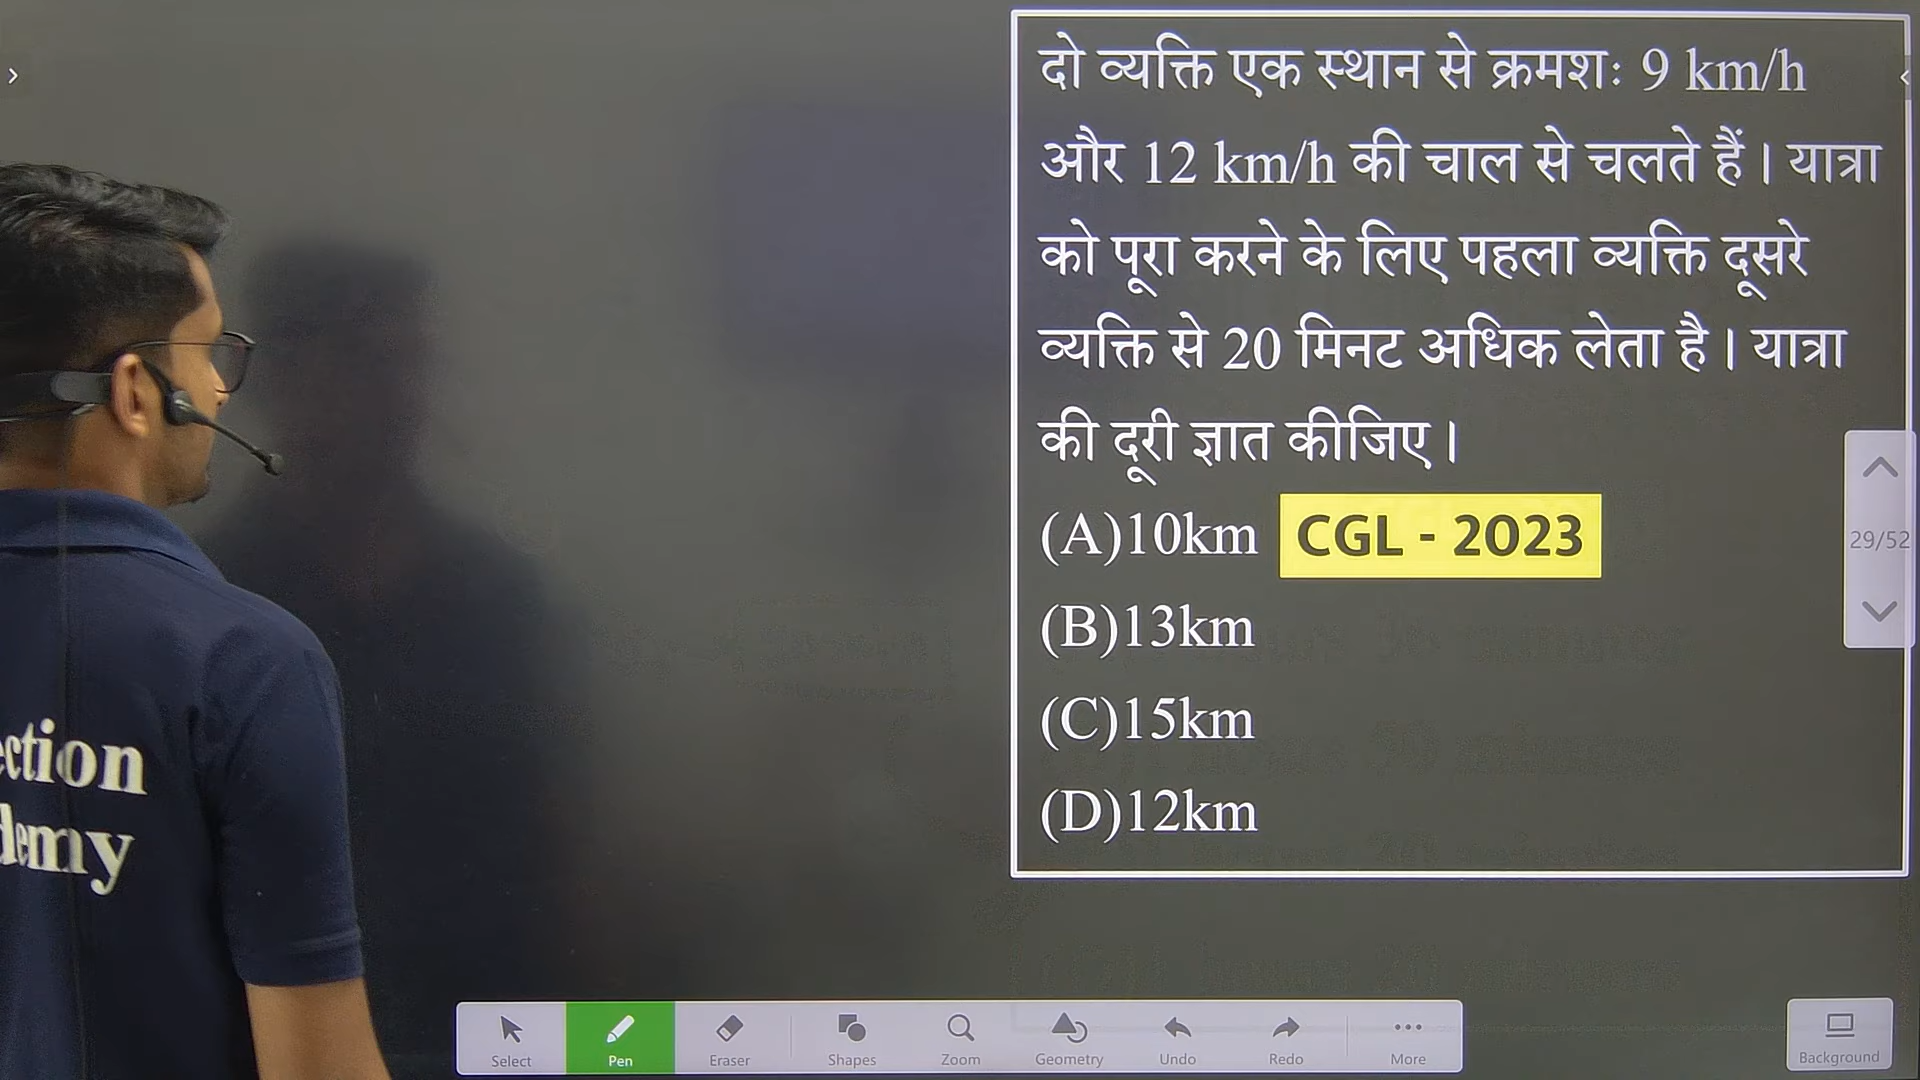 दो व्यक्ति एक स्थान से क्रमशः 9 km/h
और 12 km/h की चाल से चलते हैं। यात्रा
को पूरा करने के लिए पहला व्यक्ति दूसरे
व्यक्ति से 20 मिनट अधिक लेता है। यात्रा
की दूरी ज्ञात कीजिए।
(A)10km CGL - 2023
(B)13km
(C)15km
(D)12km
29/52
ction
demy
Select Pen Eraser Shapes Zoom Geometry Undo Redo More Background